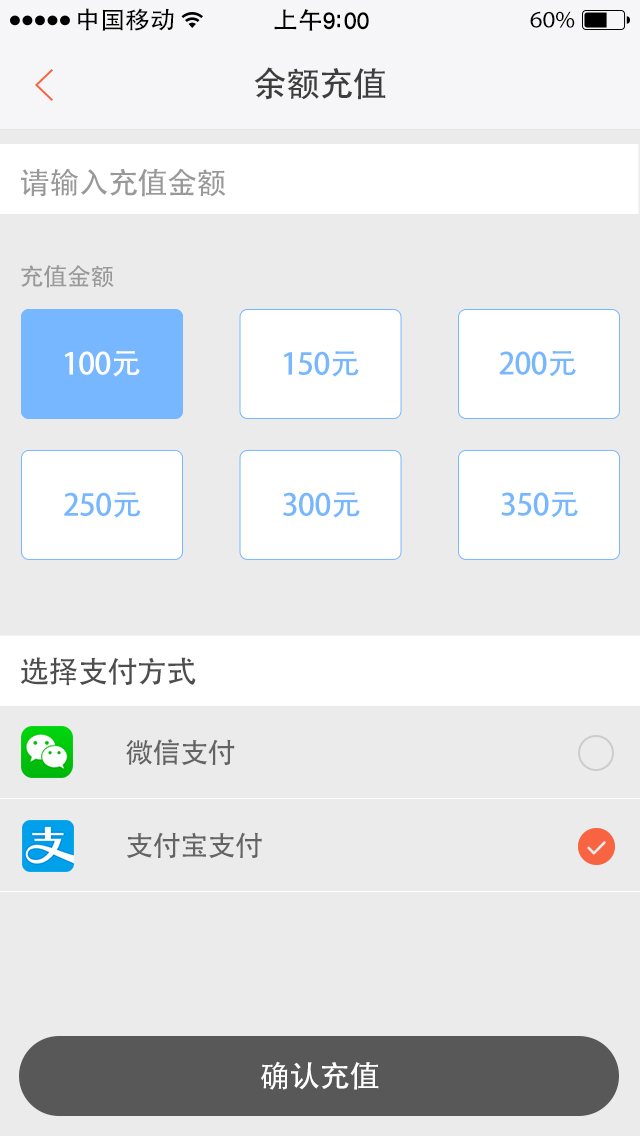 中国移动 上午9:00 60%
余额充值
请输入充值金额
充值金额
100元 150元 200元
250元 300元 350元
选择支付方式
微信支付
支 支付宝支付
确认充值